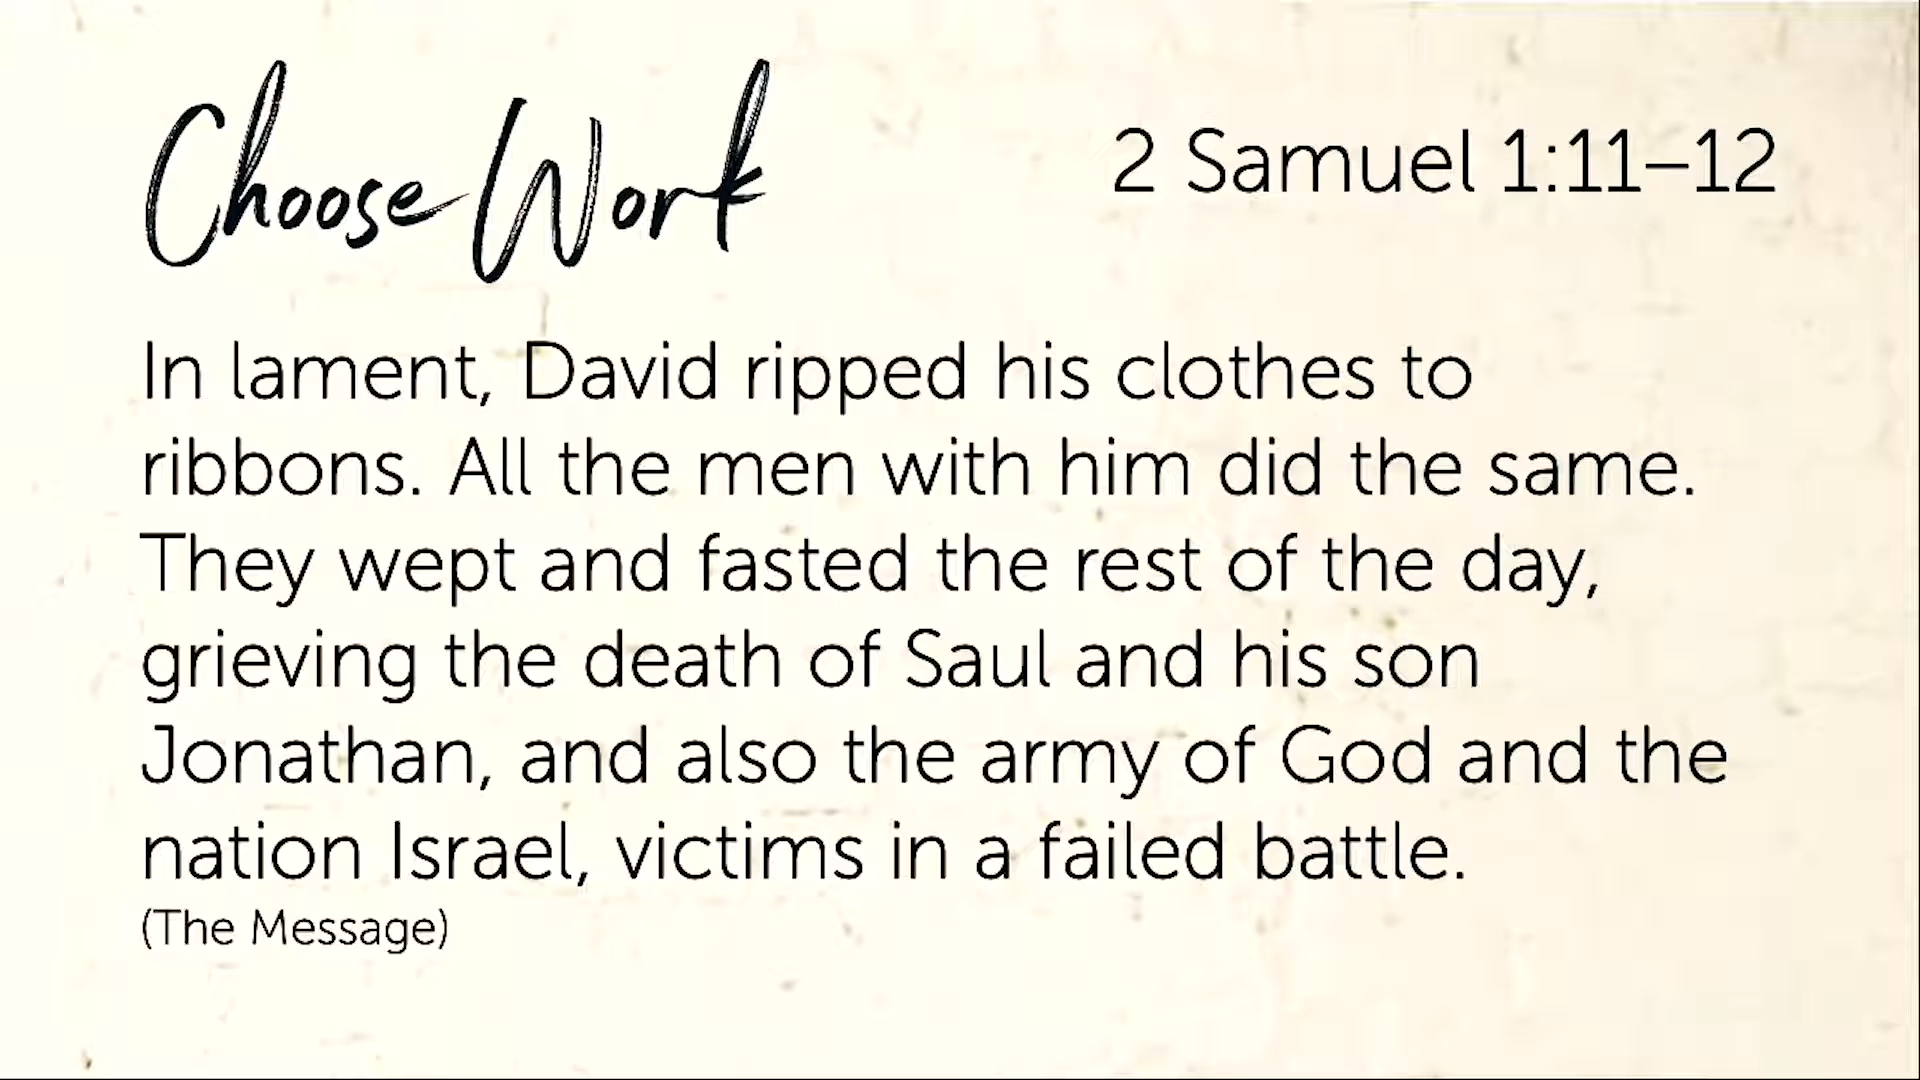 Choose Work
2 Samuel 1:11–12
In lament, David ripped his clothes to
ribbons. All the men with him did the same.
They wept and fasted the rest of the day,
grieving the death of Saul and his son
Jonathan, and also the army of God and the
nation Israel, victims in a failed battle.
(The Message)